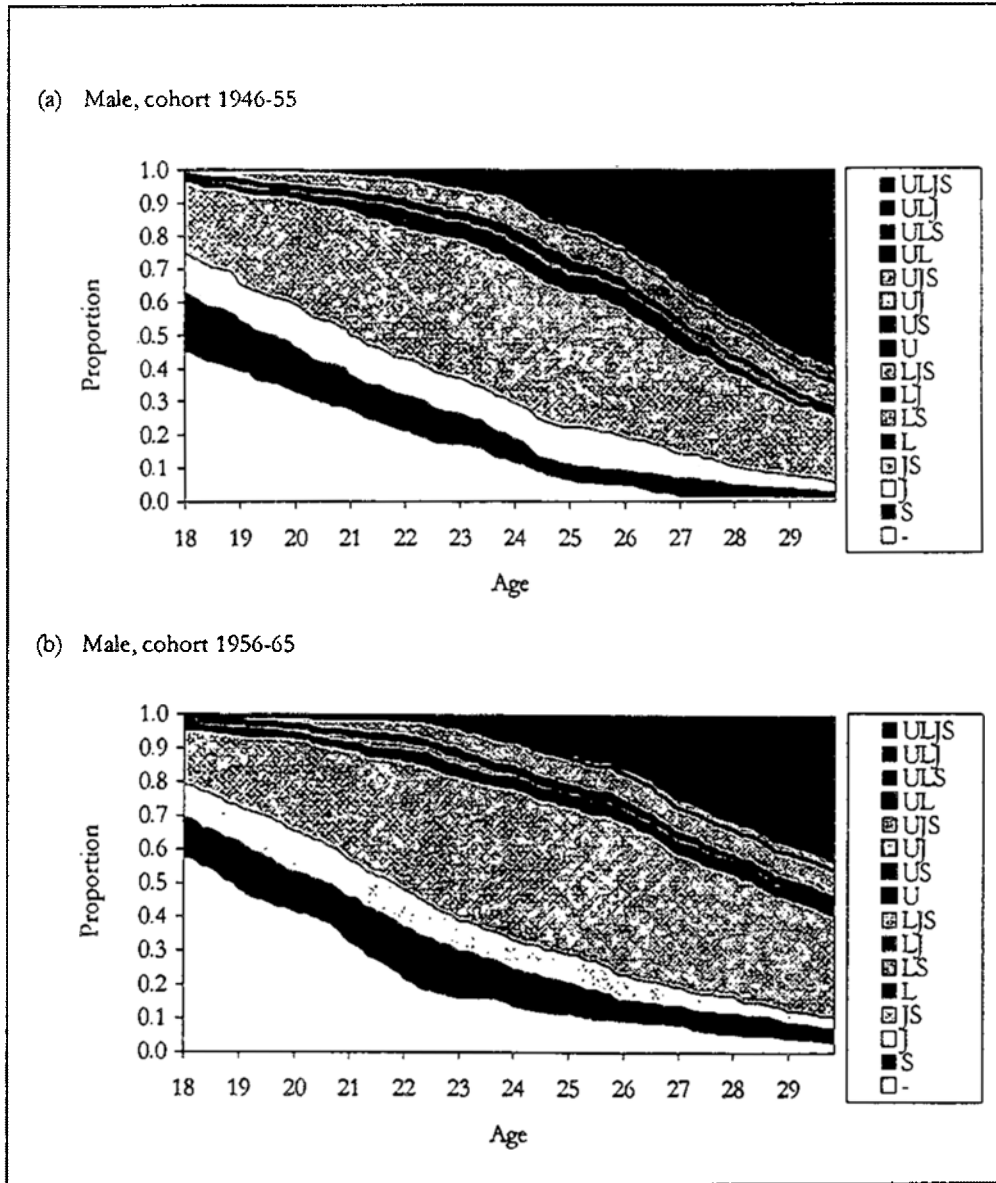 (a) Male, cohort 1946-55
Proportion
1.0
0.9
0.8
0.7
0.6
0.5
0.4
0.3
0.2
0.1
0.0
18 19 20 21 22 23 24 25 26 27 28 29
Age
ULJS
ULJ
ULS
UL
UJS
UJ
US
U
LJS
LJ
LS
L
JS
J
S
-
(b) Male, cohort 1956-65
Proportion
1.0
0.9
0.8
0.7
0.6
0.5
0.4
0.3
0.2
0.1
0.0
18 19 20 21 22 23 24 25 26 27 28 29
Age
ULJS
ULJ
ULS
UL
UJS
UJ
US
U
LJS
LJ
LS
L
JS
J
S
-